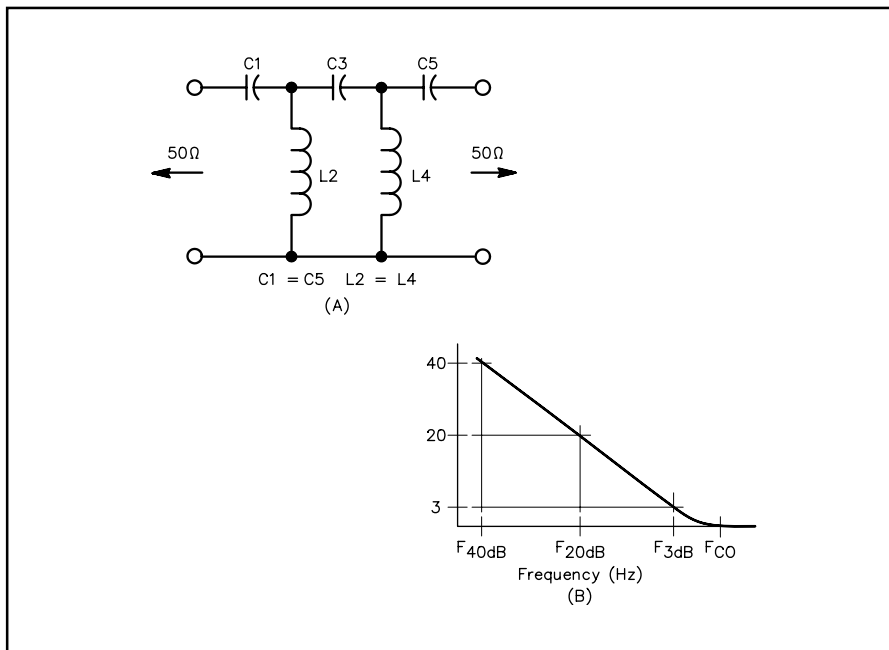 C1 C3 C5
50Ω 50Ω
L2 L4
C1 = C5 L2 = L4
(A)
40
20
3
F40dB F20dB F3dB FCO
Frequency (Hz)
(B)